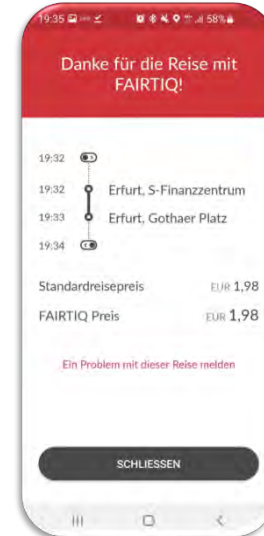 19:35
58%
Danke für die Reise mit
FAIRTIQ!
19:32
19:32 Erfurt, S-Finanzzentrum
19:33 Erfurt, Gothaer Platz
19:34
Standardreisepreis EUR 1,98
FAIRTIQ Preis EUR 1,98
Ein Problem mit dieser Reise melden
SCHLIESSEN